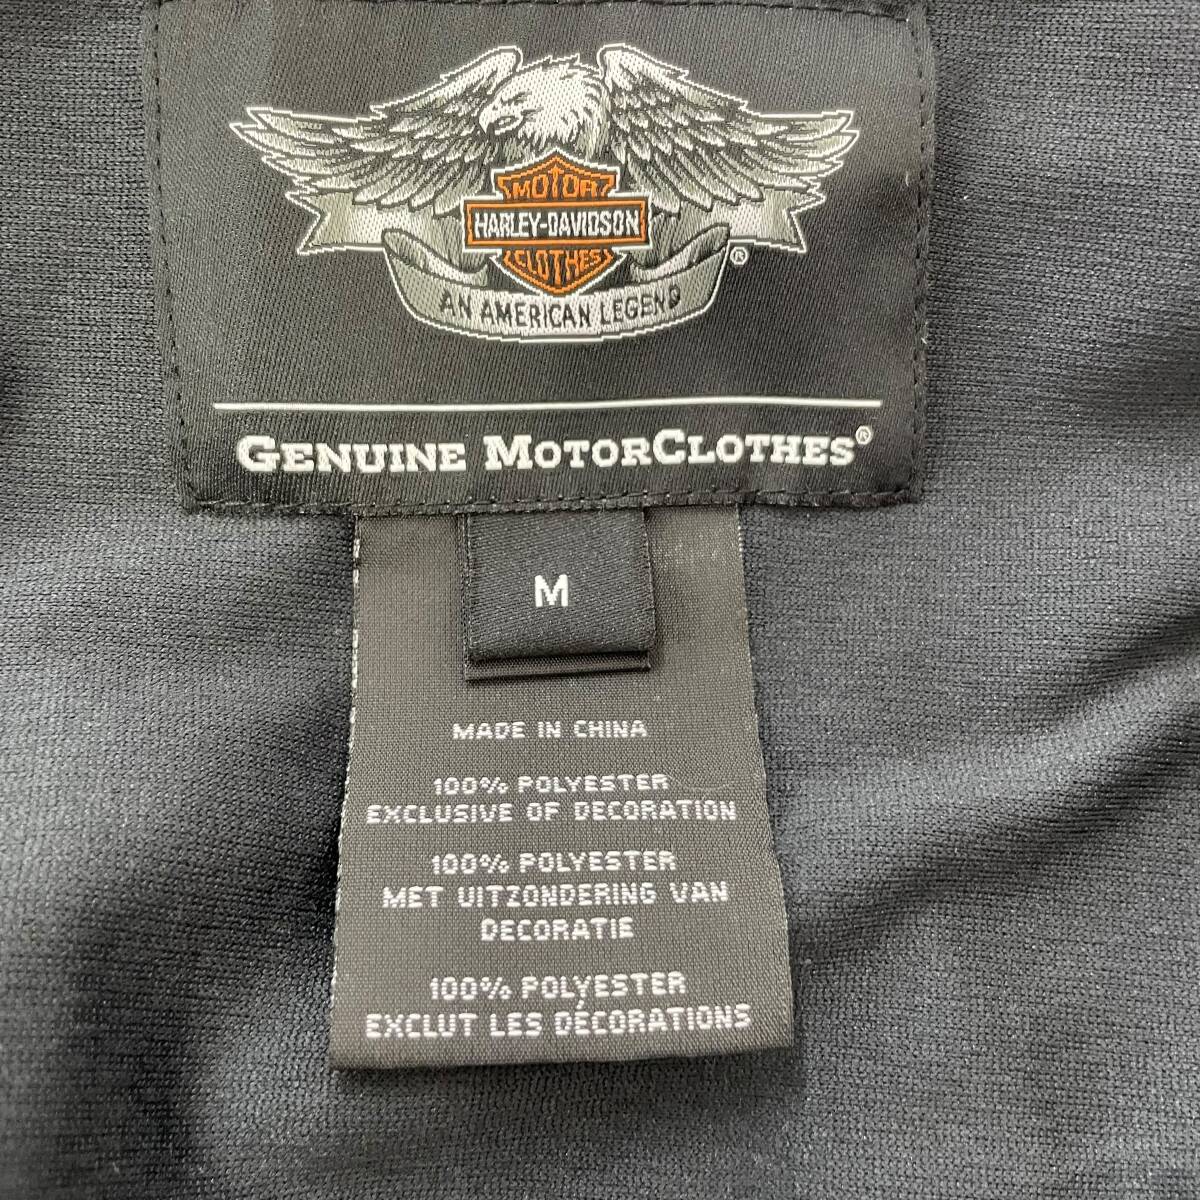 MOTOR
HARLEY-DAVIDSON
CLOTHES
®
AN AMERICAN LEGEND
GENUINE MOTORCLOTHES®
M
MADE IN CHINA
100% POLYESTER
EXCLUSIVE OF DECORATION
100% POLYESTER
MET UITZONDERING VAN
DECORATIE
100% POLYESTER
EXCLUT LES DÉCORATIONS